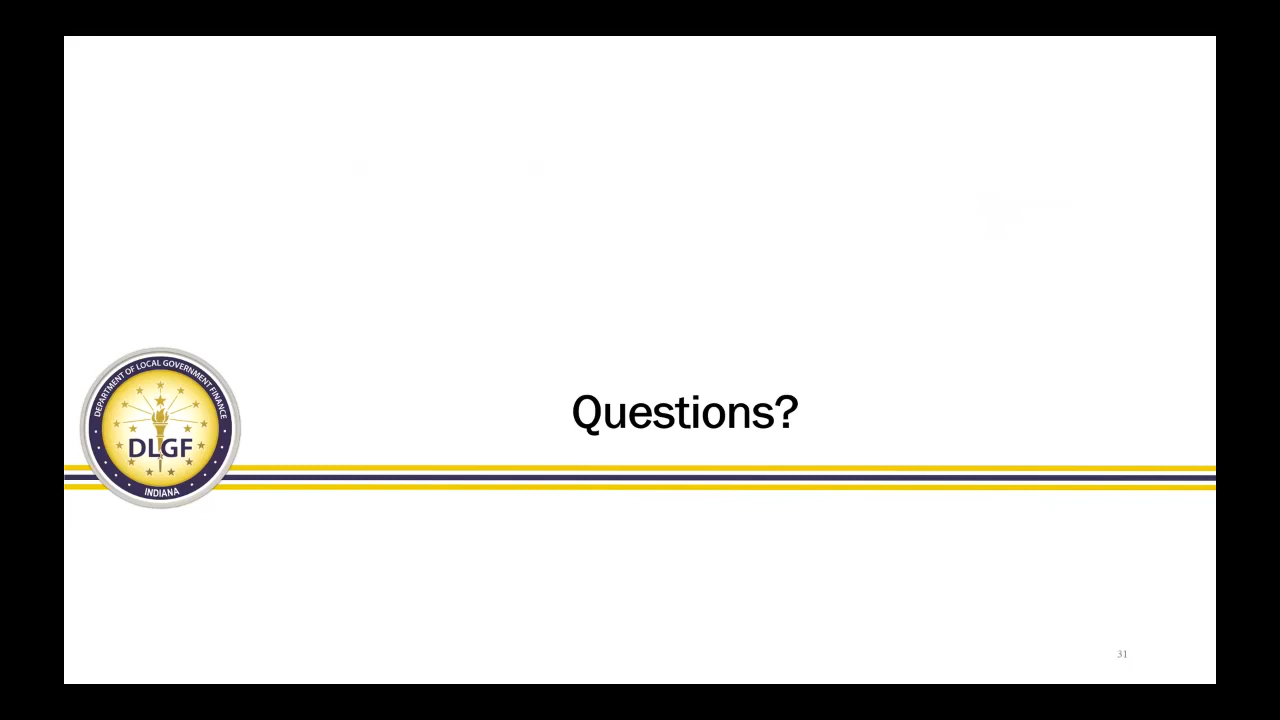 DEPARTMENT OF LOCAL GOVERNMENT FINANCE
DLGF
INDIANA
Questions?
31